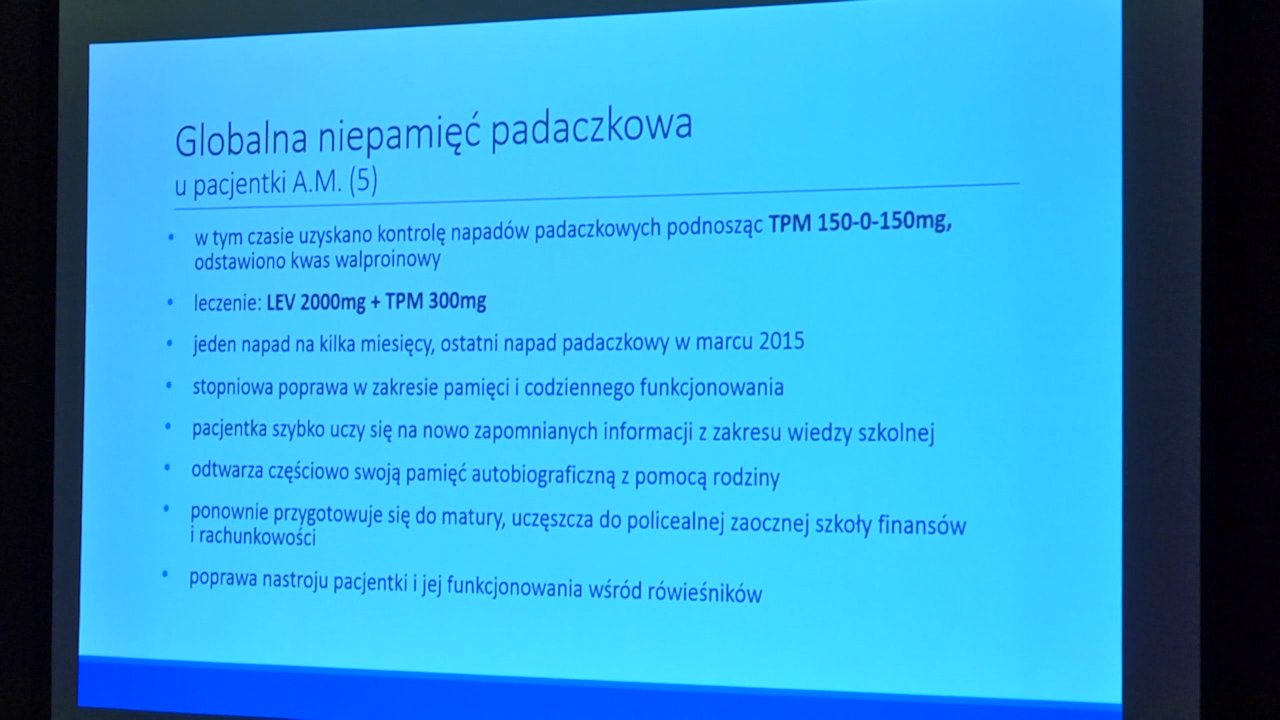 Globalna niepamięć padaczkowa
u pacjentki A.M. (5)
• w tym czasie uzyskano kontrolę napadów padaczkowych podnosząc TPM 150-0-150mg,
odstawiono kwas walproinowy
• leczenie: LEV 2000mg + TPM 300mg
• jeden napad na kilka miesięcy, ostatni napad padaczkowy w marcu 2015
• stopniowa poprawa w zakresie pamięci i codziennego funkcjonowania
• pacjentka szybko uczy się na nowo zapomnianych informacji z zakresu wiedzy szkolnej
• odtwarza częściowo swoją pamięć autobiograficzną z pomocą rodziny
• ponownie przygotowuje się do matury, uczęszcza do policealnej zaocznej szkoły finansów
i rachunkowości
• poprawa nastroju pacjentki i jej funkcjonowania wśród rówieśników